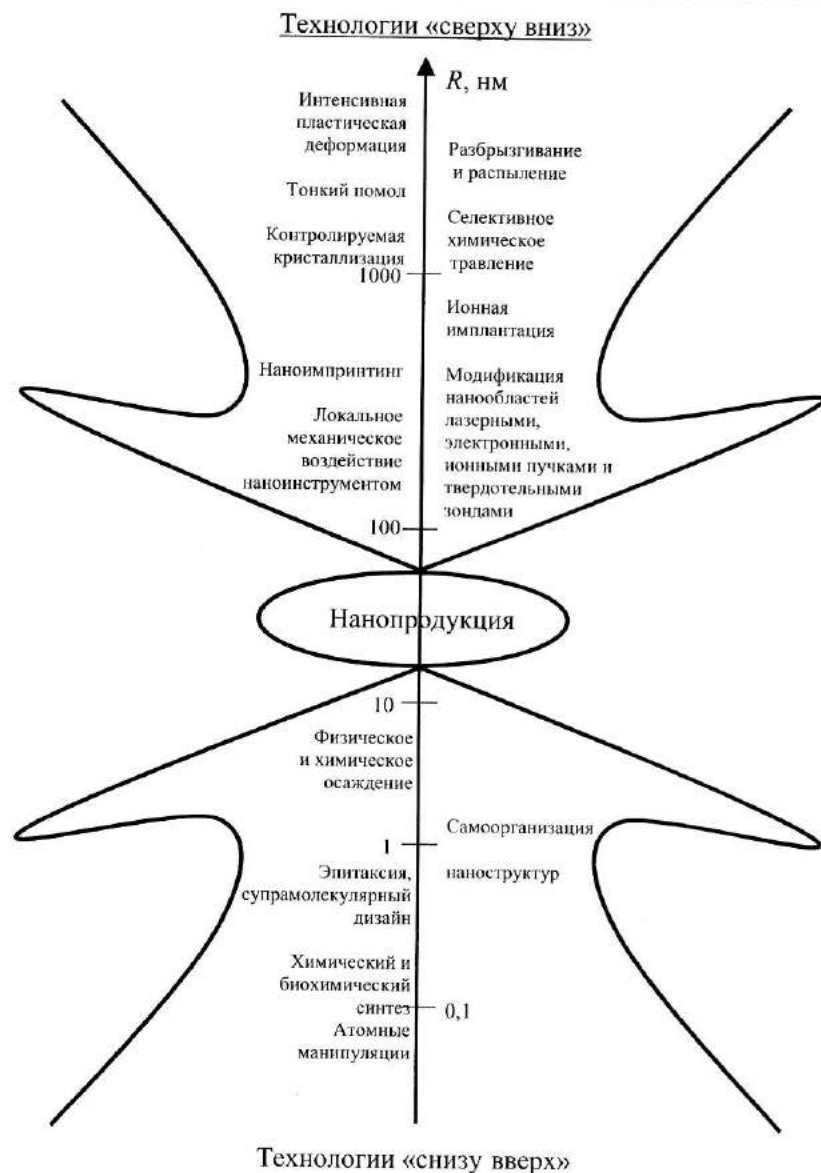 Технологии «сверху вниз»
R, нм
Интенсивная
пластическая
деформация
Разбрызгивание
и распыление
Тонкий помол
Контролируемая
кристаллизация
Селективное
химическое
травление
1000
Ионная
имплантация
Наноимпринтинг
Модификация
нанообластей
лазерными,
электронными,
ионными пучками и
твердотельными
зондами
Локальное
механическое
воздействие
наноинструментом
100
Нанопродукция
10
Физическое
и химическое
осаждение
Самоорганизация
наноструктур
1
Эпитаксия,
супрамолекулярный
дизайн
Химический и
биохимический
синтез
0,1
Атомные
манипуляции
Технологии «снизу вверх»